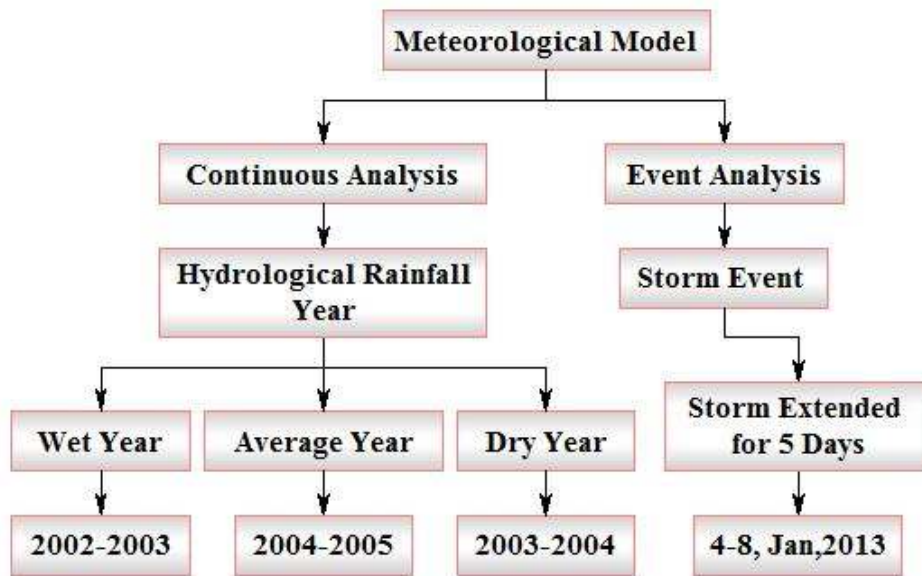 Meteorological Model
Continuous Analysis
Event Analysis
Hydrological Rainfall
Year
Storm Event
Wet Year
Average Year
Dry Year
Storm Extended
for 5 Days
2002-2003
2004-2005
2003-2004
4-8, Jan,2013